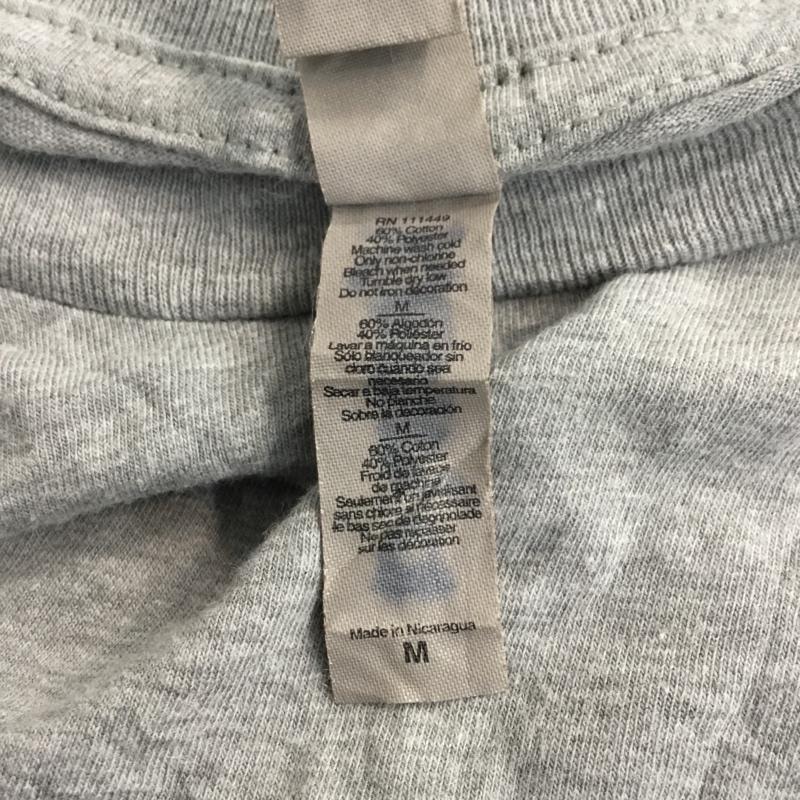 RN 111449
60% Cotton
40% Polyester
Machine wash cold
Only non-chlorine
Bleach when needed
Tumble dry low
Do not iron decoration
M
60% Algodón
40% Poliéster
Lavar a máquina en frío
Sólo blanqueador sin
cloro cuando sea
necesario
Secar a baja temperatura
No planche
Sobre la decoración
M
60% Coton
40% Polyester
Froid de lavage
de machine
Seulement un javellisant
sans chlore si nécessaire
le bas sec de dégringolade
Ne pas repasser
sur les décoration
Made in Nicaragua
M